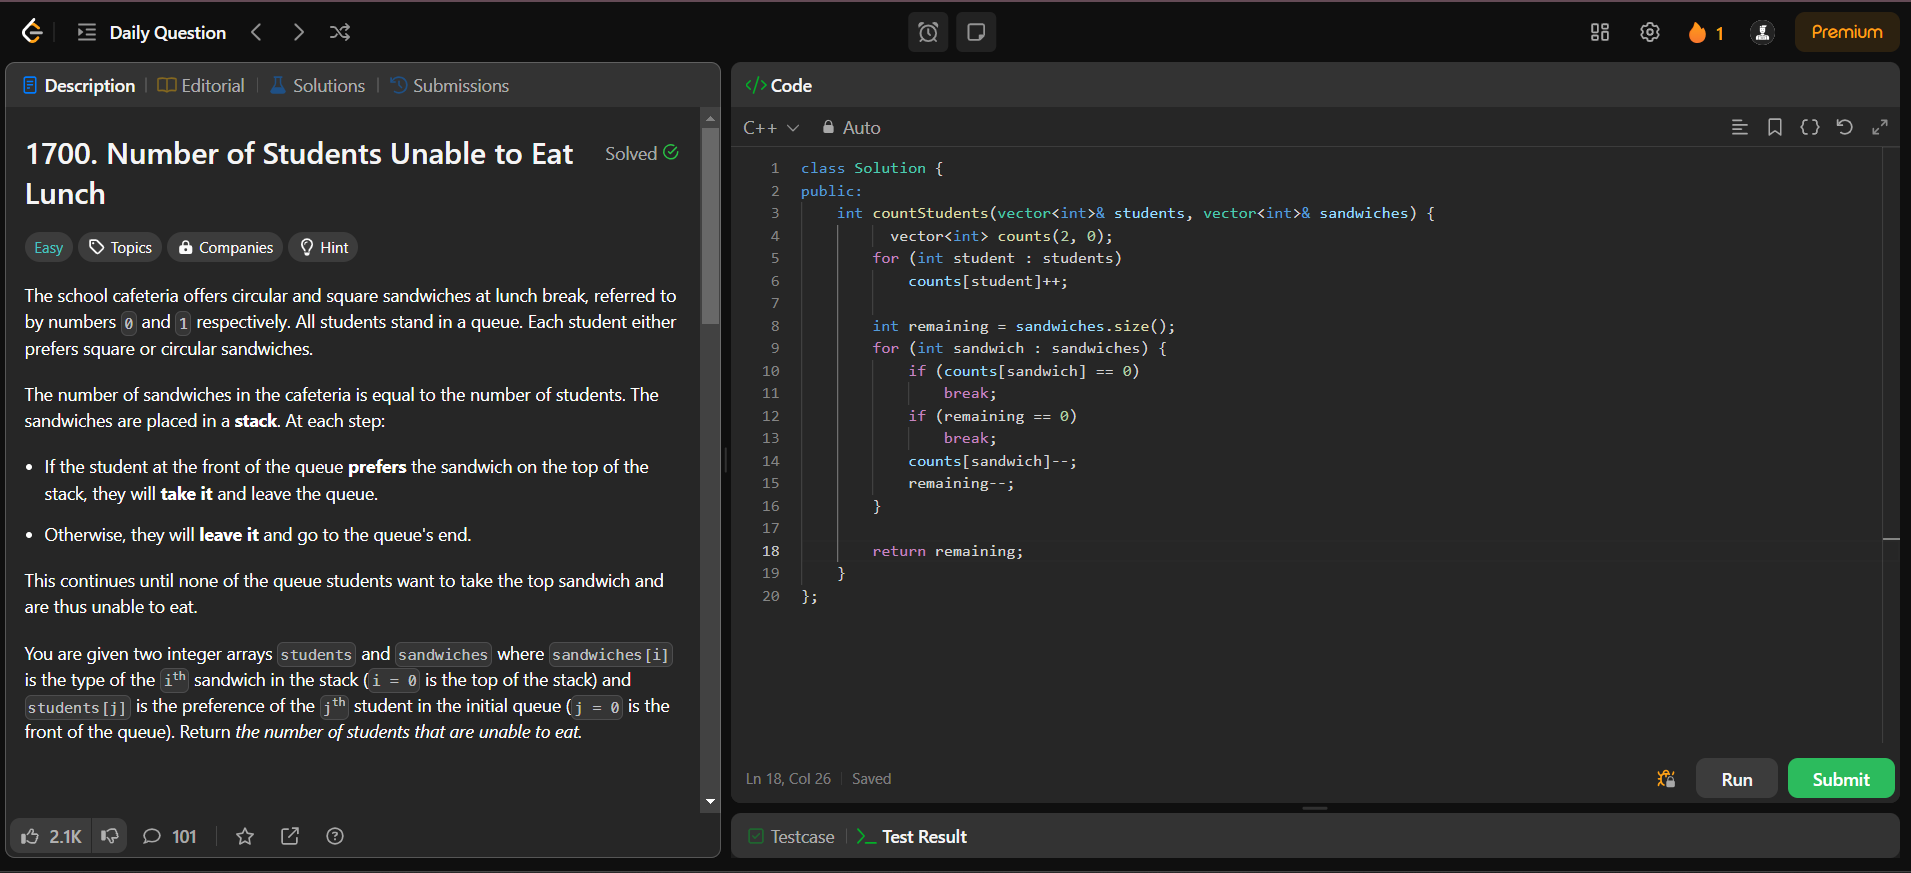 Daily Question
1
Premium
Description
Editorial
Solutions
Submissions
1700. Number of Students Unable to Eat
Lunch
Solved
Easy
Topics
Companies
Hint
The school cafeteria offers circular and square sandwiches at lunch break, referred to
by numbers 0 and 1 respectively. All students stand in a queue. Each student either
prefers square or circular sandwiches.
The number of sandwiches in the cafeteria is equal to the number of students. The
sandwiches are placed in a stack. At each step:
• If the student at the front of the queue prefers the sandwich on the top of the
stack, they will take it and leave the queue.
• Otherwise, they will leave it and go to the queue's end.
This continues until none of the queue students want to take the top sandwich and
are thus unable to eat.
You are given two integer arrays students and sandwiches where sandwiches[i]
is the type of the ith sandwich in the stack (i = 0 is the top of the stack) and
students[j] is the preference of the jth student in the initial queue (j = 0 is the
front of the queue). Return the number of students that are unable to eat.
2.1K
101
</> Code
C++
Auto
1 class Solution {
2 public:
3 int countStudents(vector<int>& students, vector<int>& sandwiches) {
4 vector<int> counts(2, 0);
5 for (int student : students)
6 counts[student]++;
7
8 int remaining = sandwiches.size();
9 for (int sandwich : sandwiches) {
10 if (counts[sandwich] == 0)
11 break;
12 if (remaining == 0)
13 break;
14 counts[sandwich]--;
15 remaining--;
16 }
17
18 return remaining;
19 }
20 };
Ln 18, Col 26
Saved
Run
Submit
Testcase
Test Result